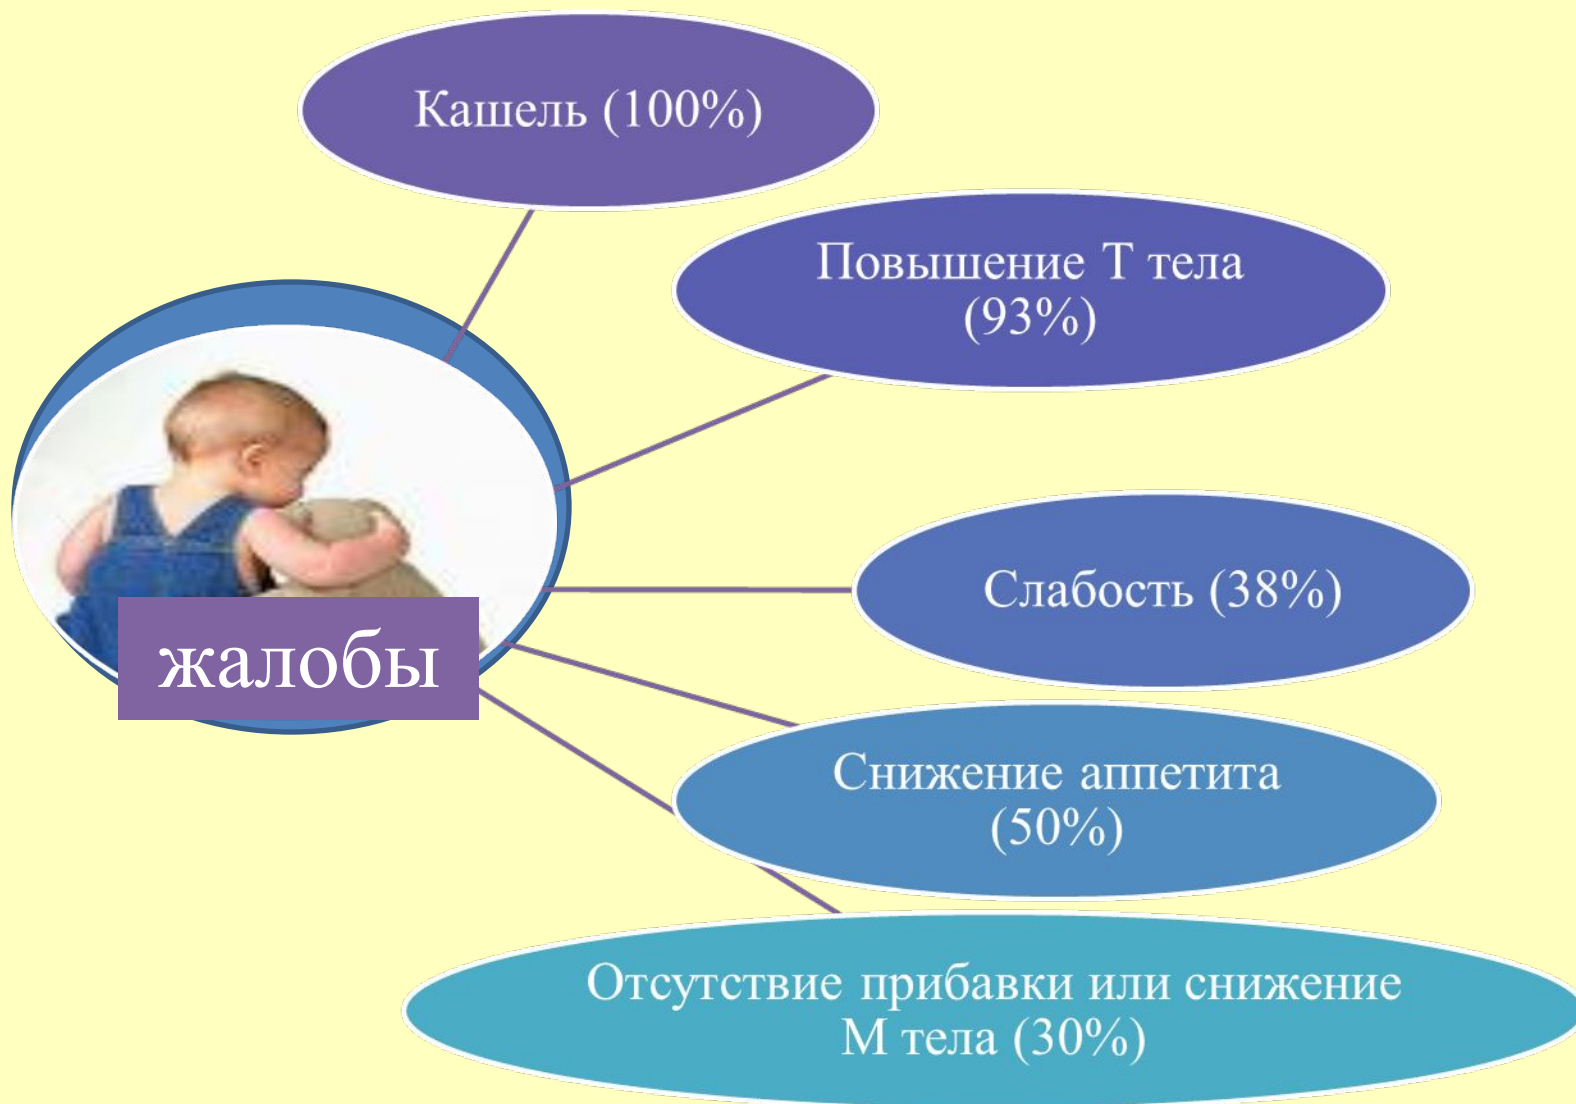 Кашель (100%)
Повышение Т тела
(93%)
Слабость (38%)
жалобы
Снижение аппетита
(50%)
Отсутствие прибавки или снижение
М тела (30%)